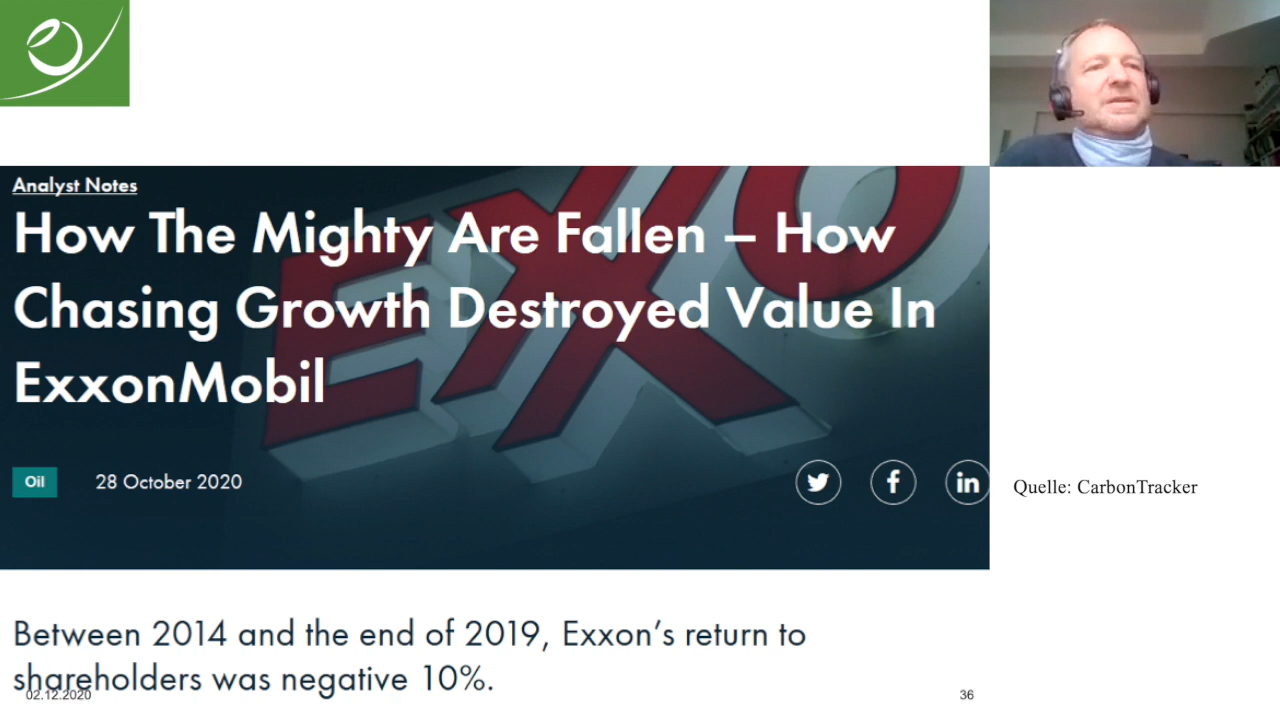 Analyst Notes
How The Mighty Are Fallen – How
Chasing Growth Destroyed Value In
ExxonMobil
EXXO
Oil
28 October 2020
in
Quelle: CarbonTracker
Between 2014 and the end of 2019, Exxon’s return to
shareholders was negative 10%.
02.12.2020
36